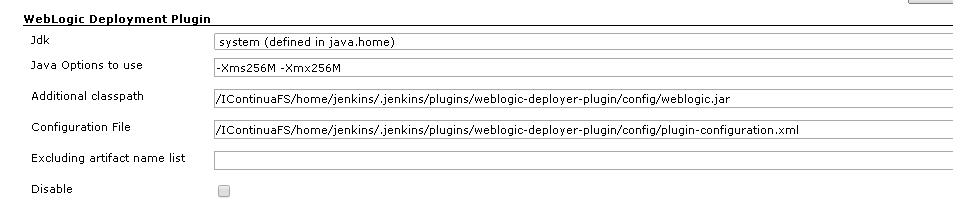 WebLogic Deployment Plugin
Jdk system (defined in java.home)
Java Options to use -Xms256M -Xmx256M
Additional classpath /IContinuaFS/home/jenkins/.jenkins/plugins/weblogic-deployer-plugin/config/weblogic.jar
Configuration File /IContinuaFS/home/jenkins/.jenkins/plugins/weblogic-deployer-plugin/config/plugin-configuration.xml
Excluding artifact name list
Disable